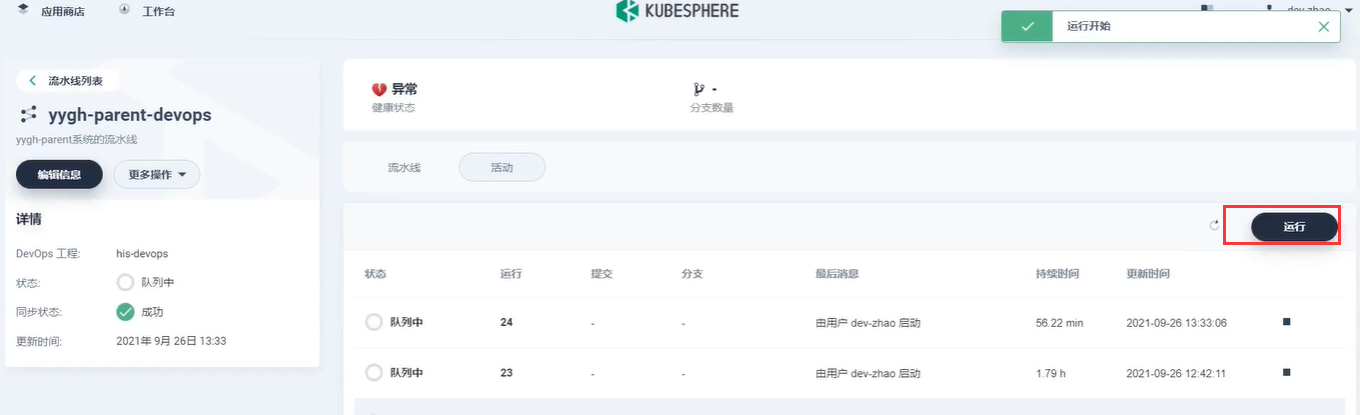 应用商店
工作台
KUBESPHERE
dev-zhao
运行开始
流水线列表
yygh-parent-devops
yygh-parent系统的流水线
编辑信息
更多操作
详情
DevOps 工程: his-devops
状态: 队列中
同步状态: 成功
更新时间: 2021年 9月 26日 13:33
异常
健康状态
-
分支数量
流水线
活动
运行
状态 运行 提交 分支 最后消息 持续时间 更新时间
队列中 24 - - 由用户 dev-zhao 启动 56.22 min 2021-09-26 13:33:06
队列中 23 - - 由用户 dev-zhao 启动 1.79 h 2021-09-26 12:42:11